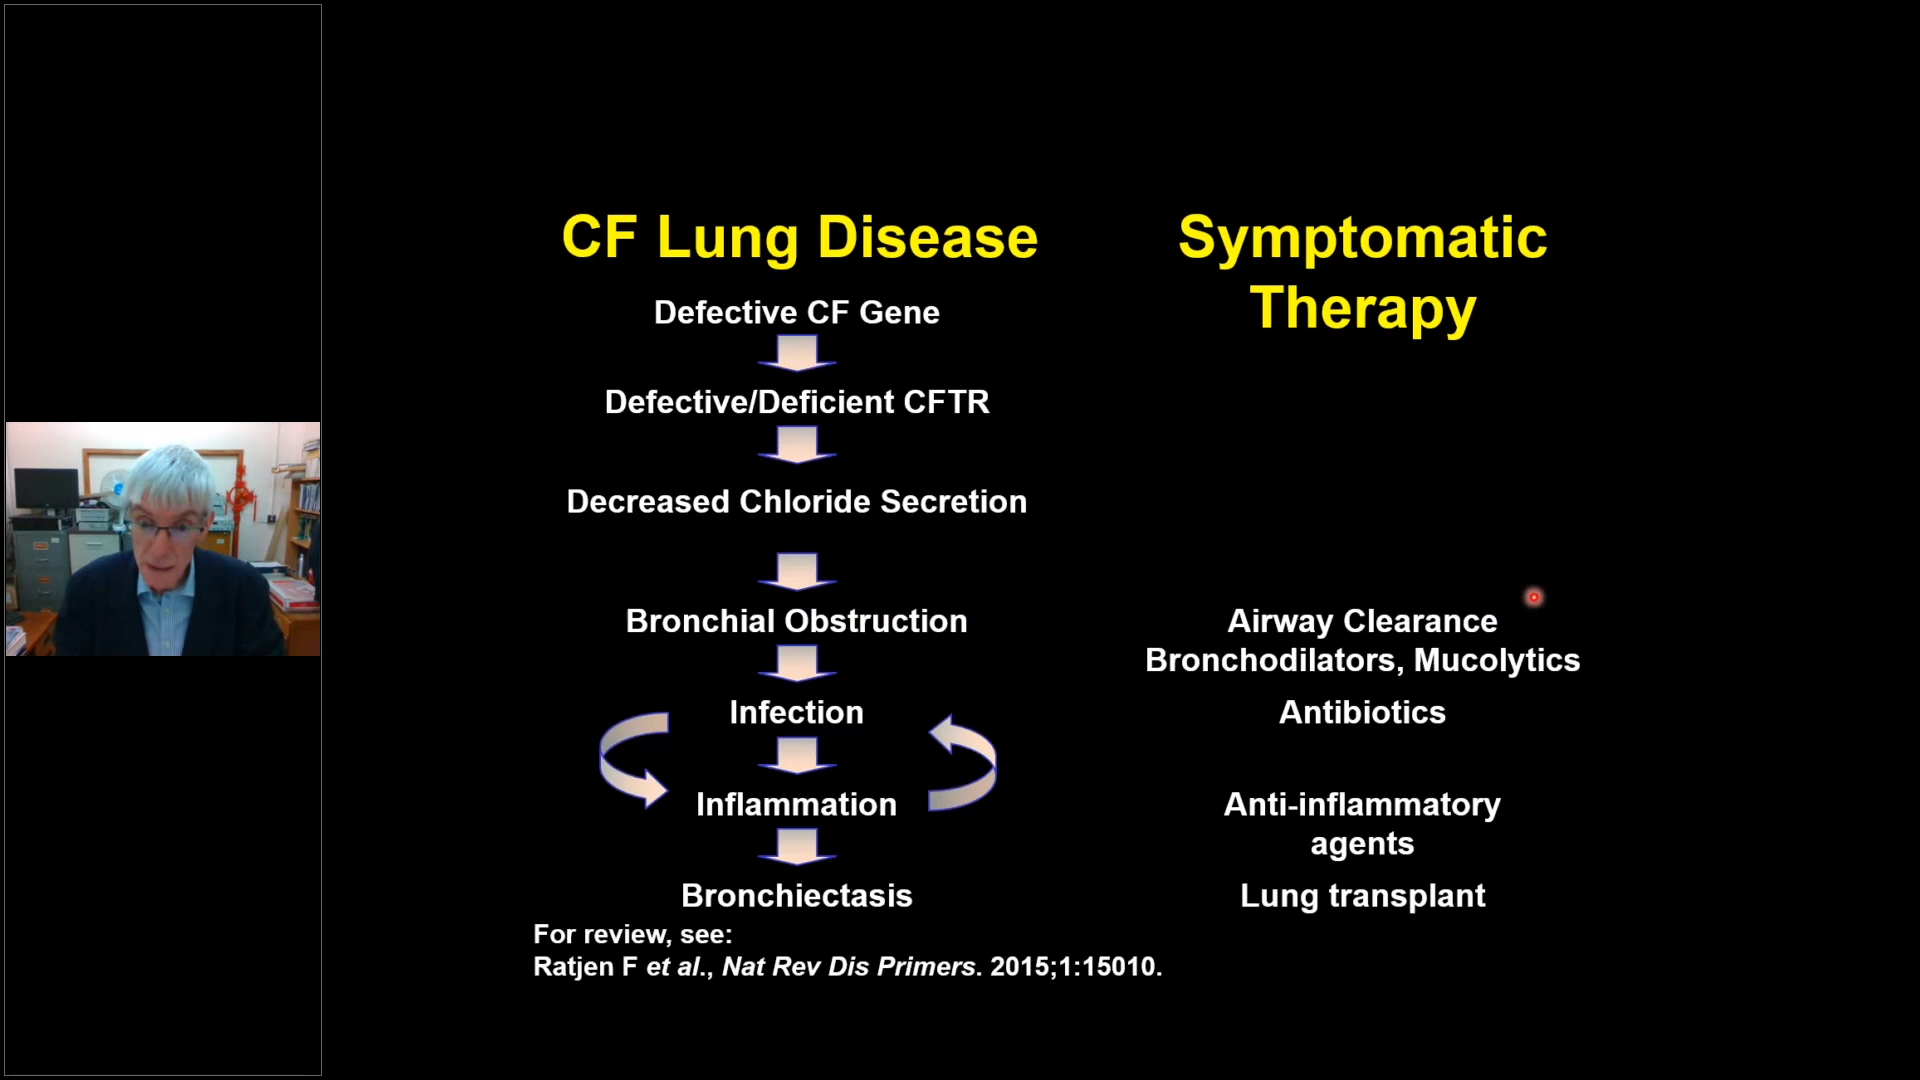 CF Lung Disease
Defective CF Gene
Defective/Deficient CFTR
Decreased Chloride Secretion
Bronchial Obstruction
Infection
Inflammation
Bronchiectasis
For review, see:
Ratjen F et al., Nat Rev Dis Primers. 2015;1:15010.
Symptomatic
Therapy
Airway Clearance
Bronchodilators, Mucolytics
Antibiotics
Anti-inflammatory
agents
Lung transplant